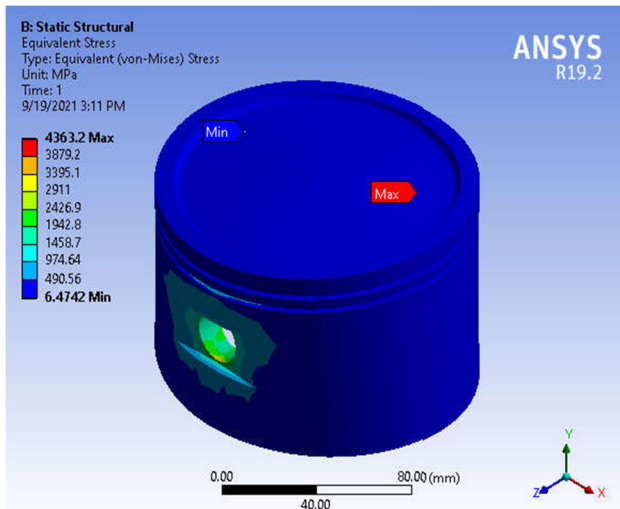 B: Static Structural
Equivalent Stress
Type: Equivalent (von-Mises) Stress
Unit: MPa
Time: 1
9/19/2021 3:11 PM
ANSYS
R19.2
4363.2 Max
3879.2
3395.1
2911
2426.9
1942.8
1458.7
974.64
490.56
6.4742 Min
Min
Max
0.00
80.00 (mm)
40.00
Y
Z
X